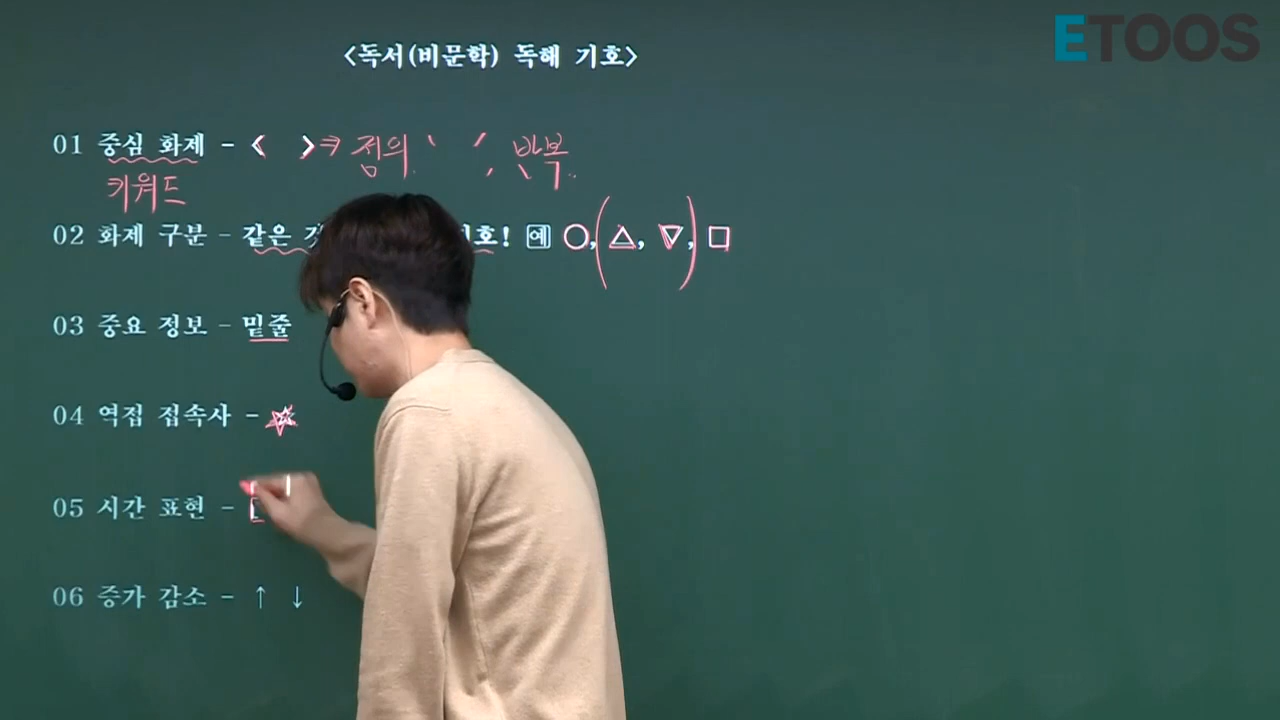 ETOOS
<독서(비문학) 독해 기호>
01 중심 화제 - < > 정의 ' ', 반복
키워드
02 화제 구분 - 같은 호! 예 ○, (△, ▽), □
03 중요 정보 - 밑줄
04 역접 접속사 - ☆
05 시간 표현 - [
06 증가 감소 - ↑ ↓